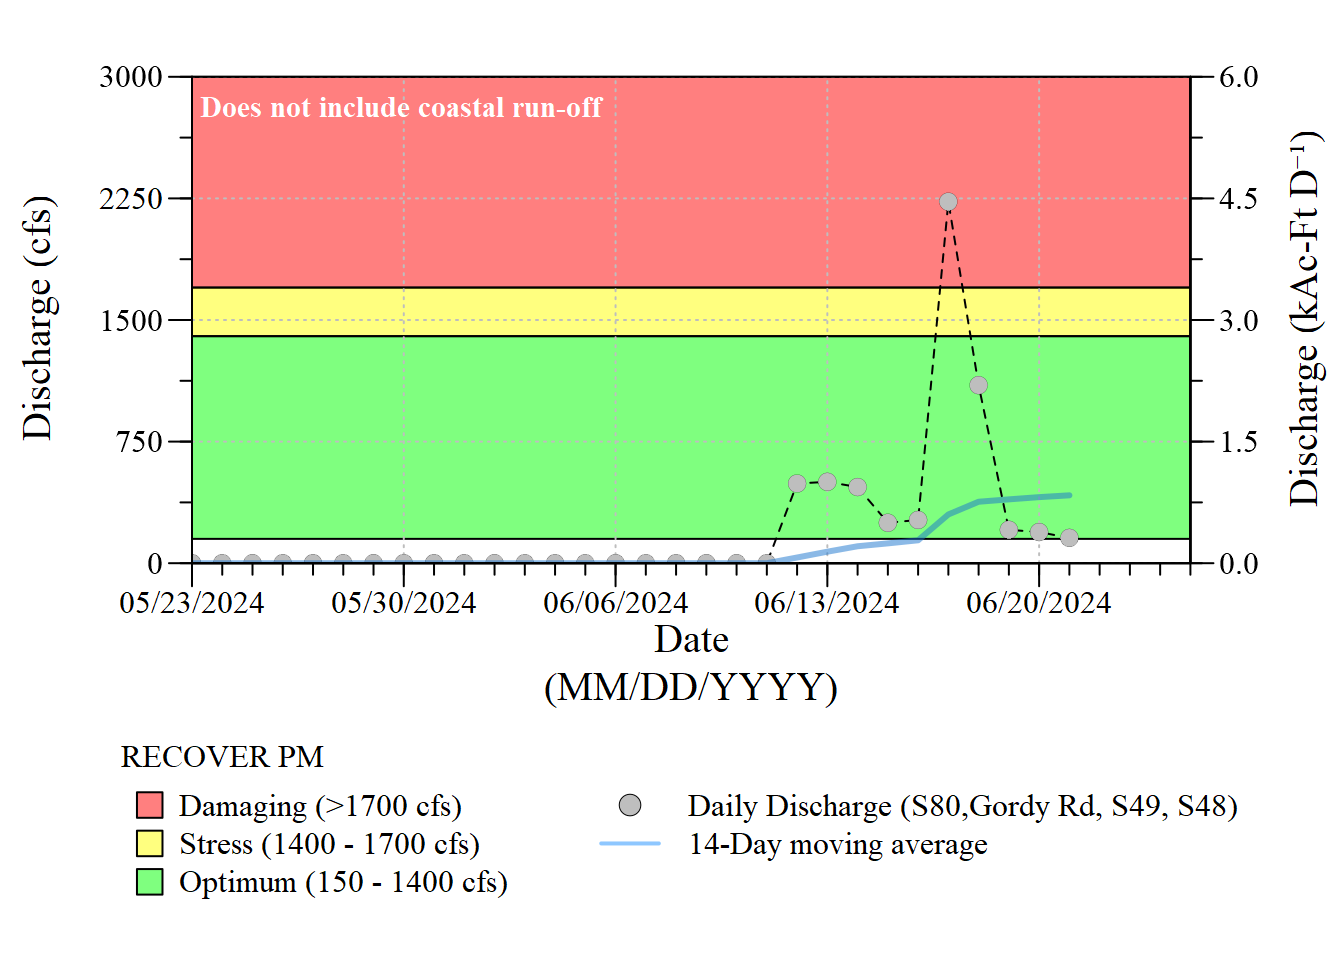 Does not include coastal run-off
3000
2250
1500
750
0
6.0
4.5
3.0
1.5
0.0
Discharge (cfs)
Discharge (kAc-Ft D⁻¹)
05/23/2024 05/30/2024 06/06/2024 06/13/2024 06/20/2024
Date
(MM/DD/YYYY)
RECOVER PM
Damaging (>1700 cfs)
Stress (1400 - 1700 cfs)
Optimum (150 - 1400 cfs)
Daily Discharge (S80,Gordy Rd, S49, S48)
14-Day moving average